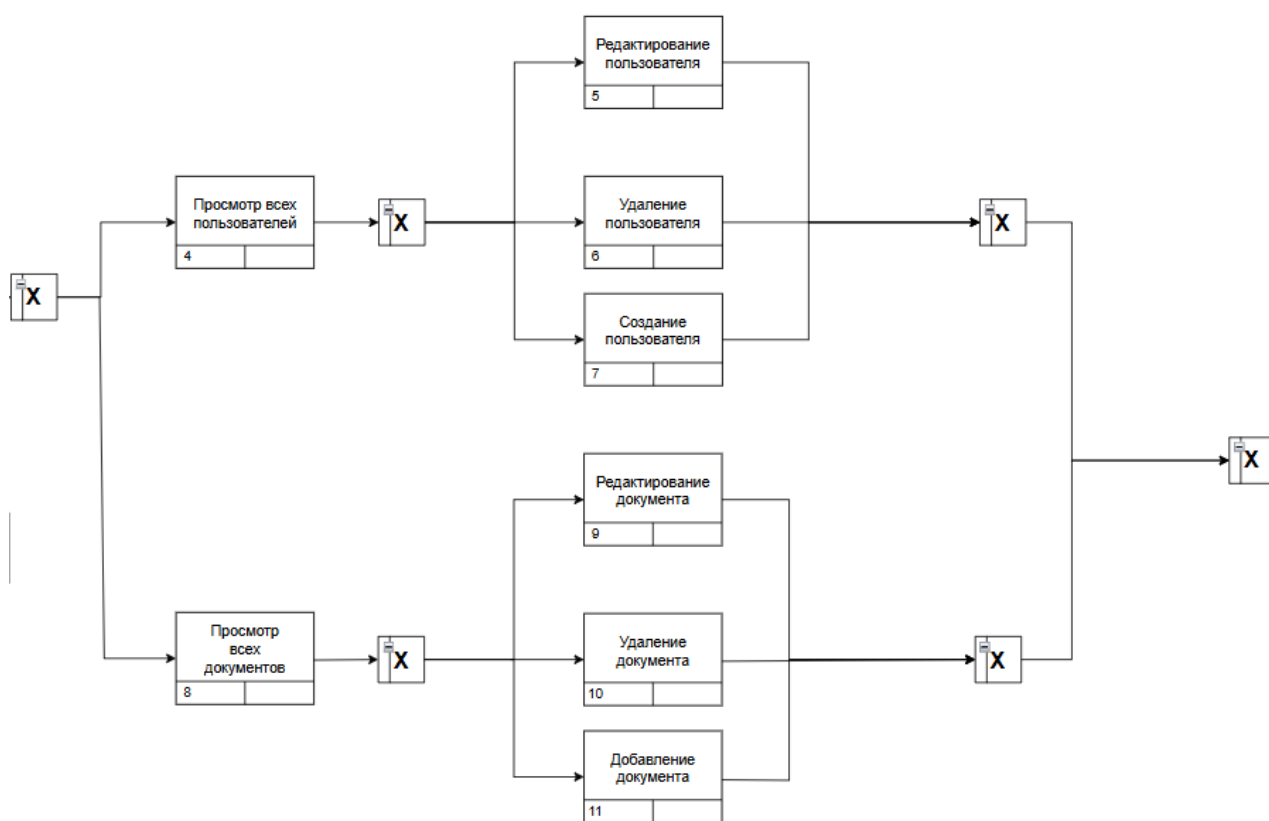 Редактирование
пользователя
5
Просмотр всех
пользователей
4
X
Удаление
пользователя
6
X
X
Создание
пользователя
7
Редактирование
документа
9
X
Просмотр
всех
документов
8
X
Удаление
документа
10
X
Добавление
документа
11